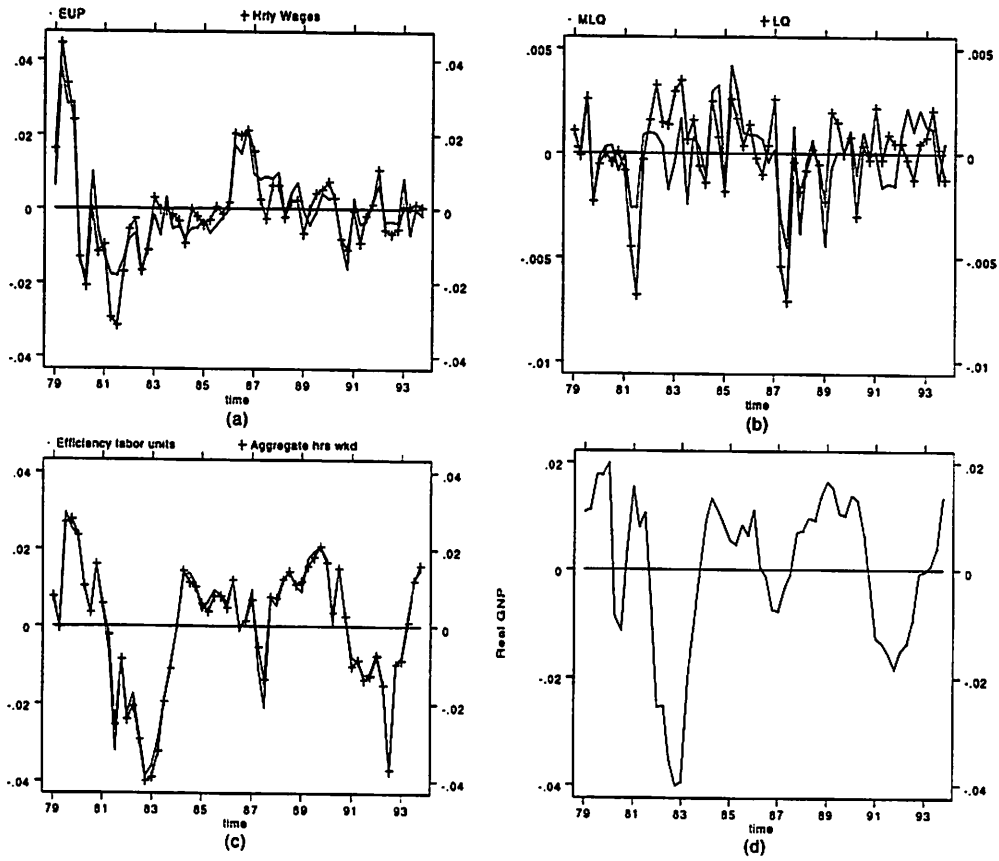 · EUP + Hrly Wages
.04 .04
.02 .02
0 0
-.02 -.02
-.04 -.04
79 81 83 85 87 89 91 93
time
(a)
· MLQ + LQ
.005 .005
0 0
-.005 -.005
-.01 -.01
79 81 83 85 87 89 91 93
time
(b)
· Efficiency labor units + Aggregate hrs wkd
.04 .04
.02 .02
0 0
-.02 -.02
-.04 -.04
79 81 83 85 87 89 91 93
time
(c)
Real GNP
.02 .02
0 0
-.02 -.02
-.04 -.04
79 81 83 85 87 89 91 93
time
(d)